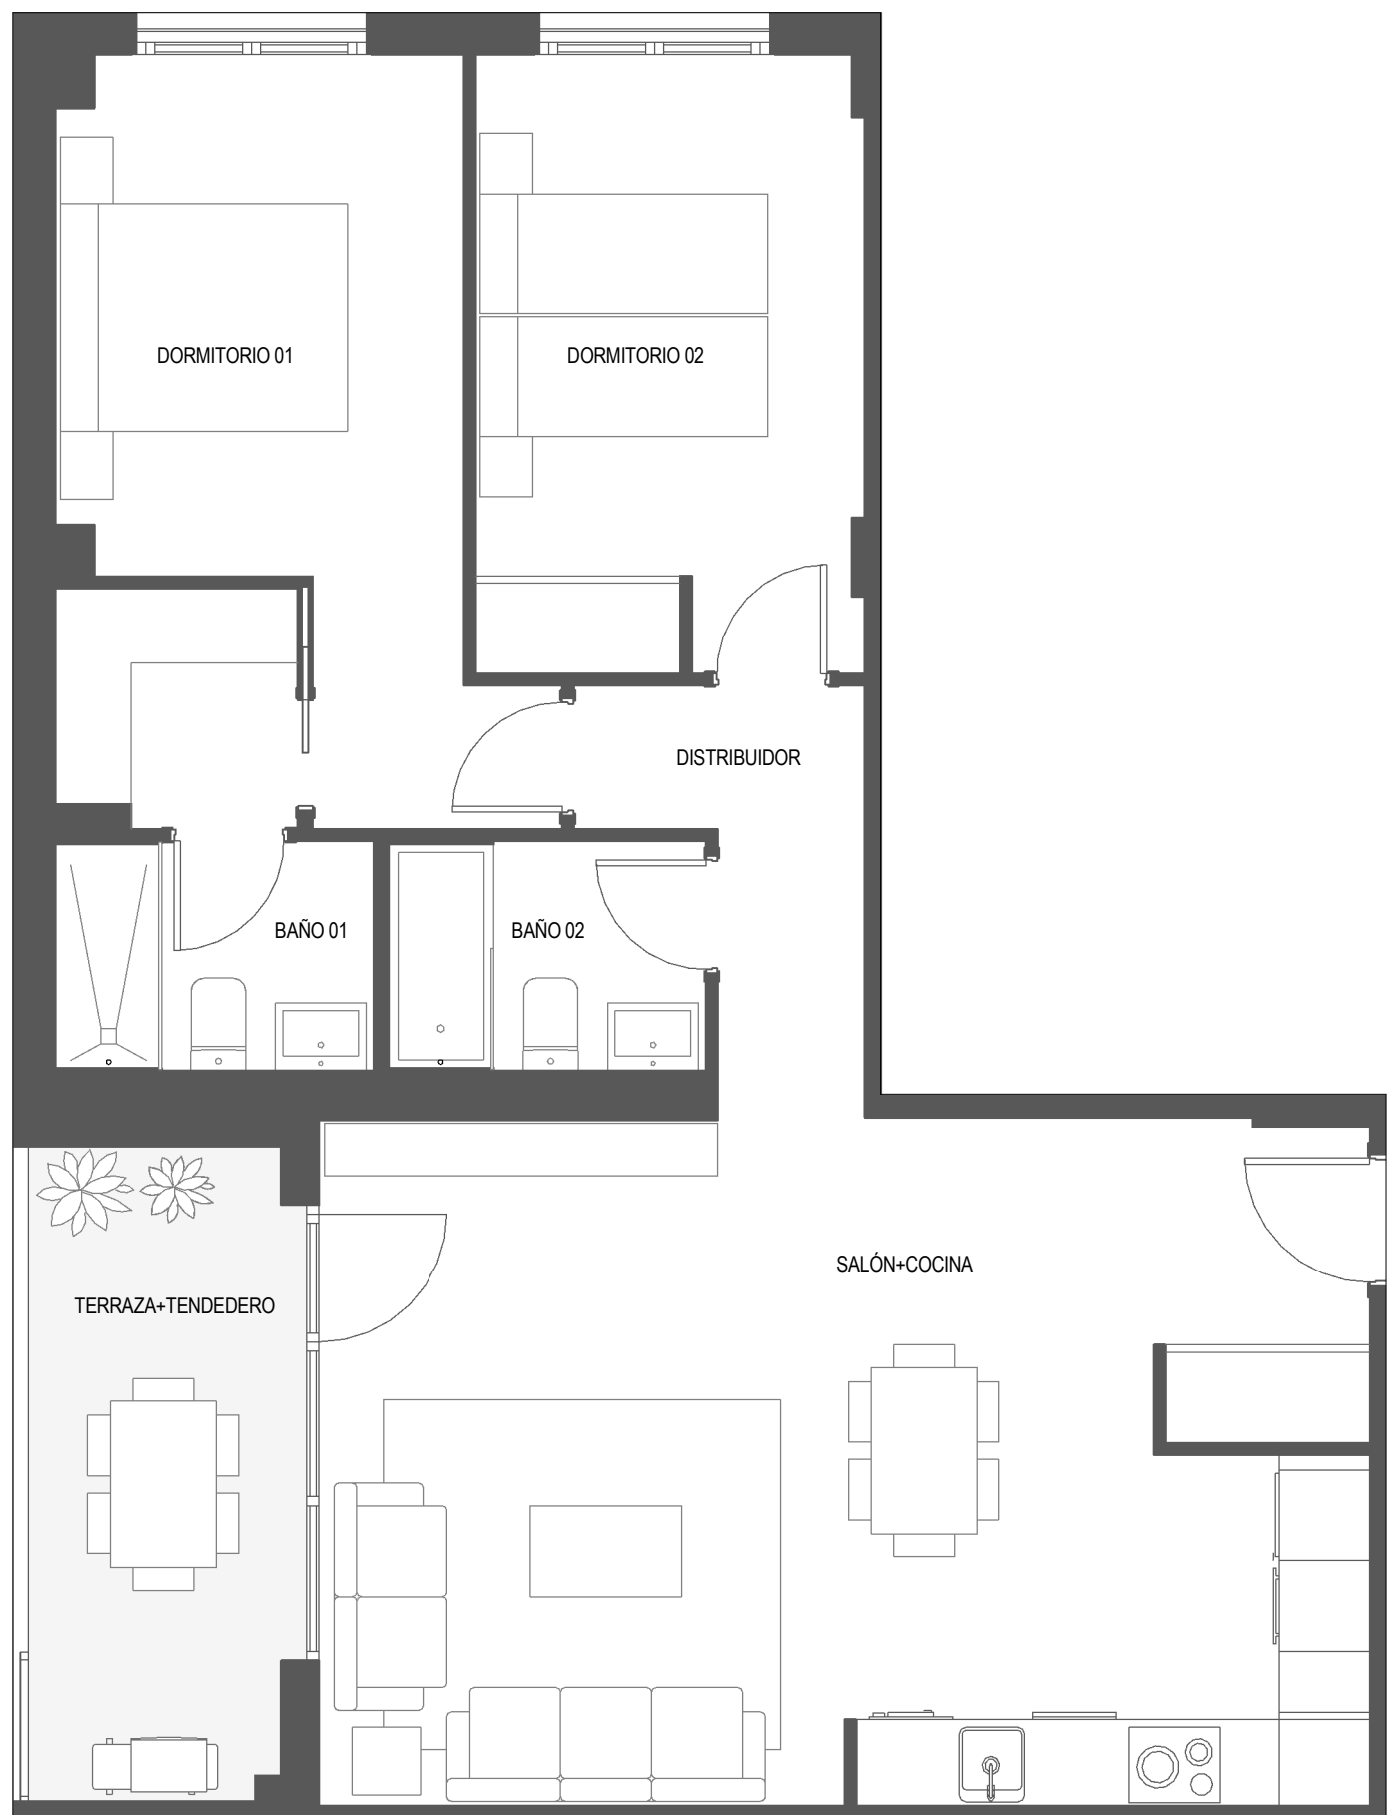 DORMITORIO 01
DORMITORIO 02
DISTRIBUIDOR
BAÑO 01
BAÑO 02
SALÓN+COCINA
TERRAZA+TENDEDERO